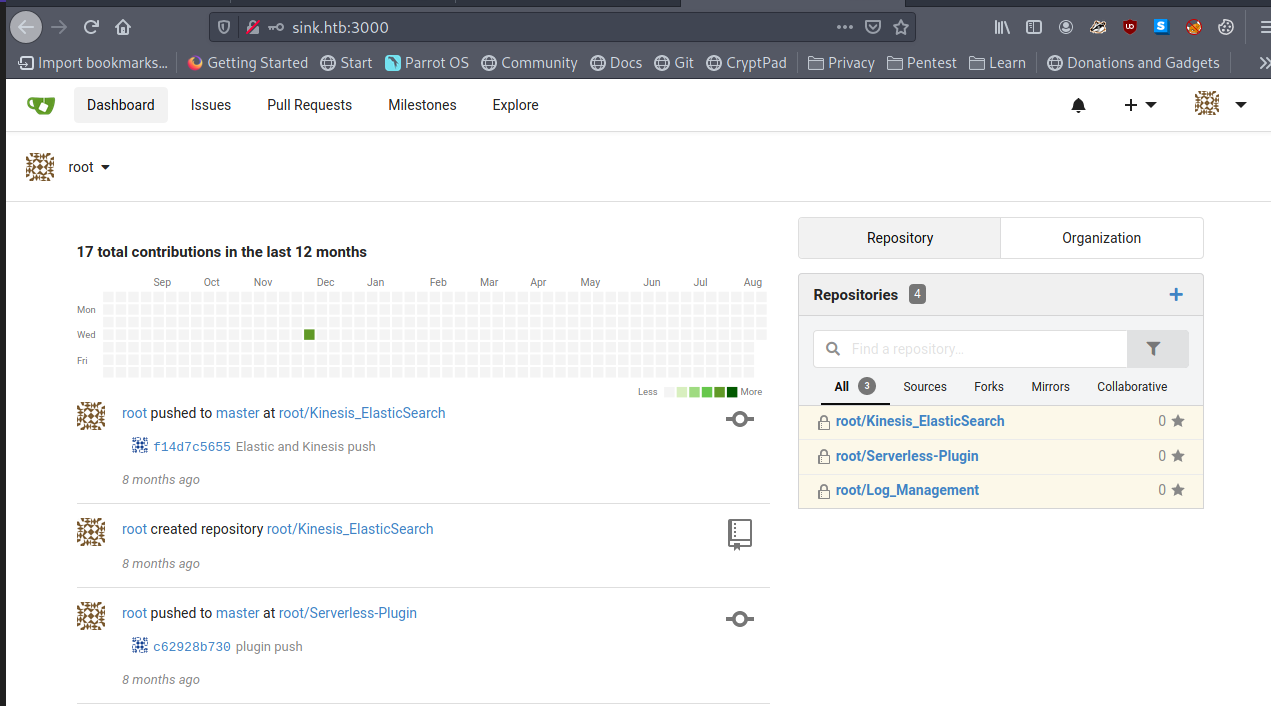 sink.htb:3000
Import bookmarks... Getting Started Start Parrot OS Community Docs Git CryptPad Privacy Pentest Learn Donations and Gadgets
Dashboard Issues Pull Requests Milestones Explore
root
17 total contributions in the last 12 months
Sep Oct Nov Dec Jan Feb Mar Apr May Jun Jul Aug
Mon
Wed
Fri
Less More
root pushed to master at root/Kinesis_ElasticSearch
f14d7c5655 Elastic and Kinesis push
8 months ago
root created repository root/Kinesis_ElasticSearch
8 months ago
root pushed to master at root/Serverless-Plugin
c62928b730 plugin push
8 months ago
Repository Organization
Repositories 4
Find a repository...
All 3 Sources Forks Mirrors Collaborative
root/Kinesis_ElasticSearch 0
root/Serverless-Plugin 0
root/Log_Management 0